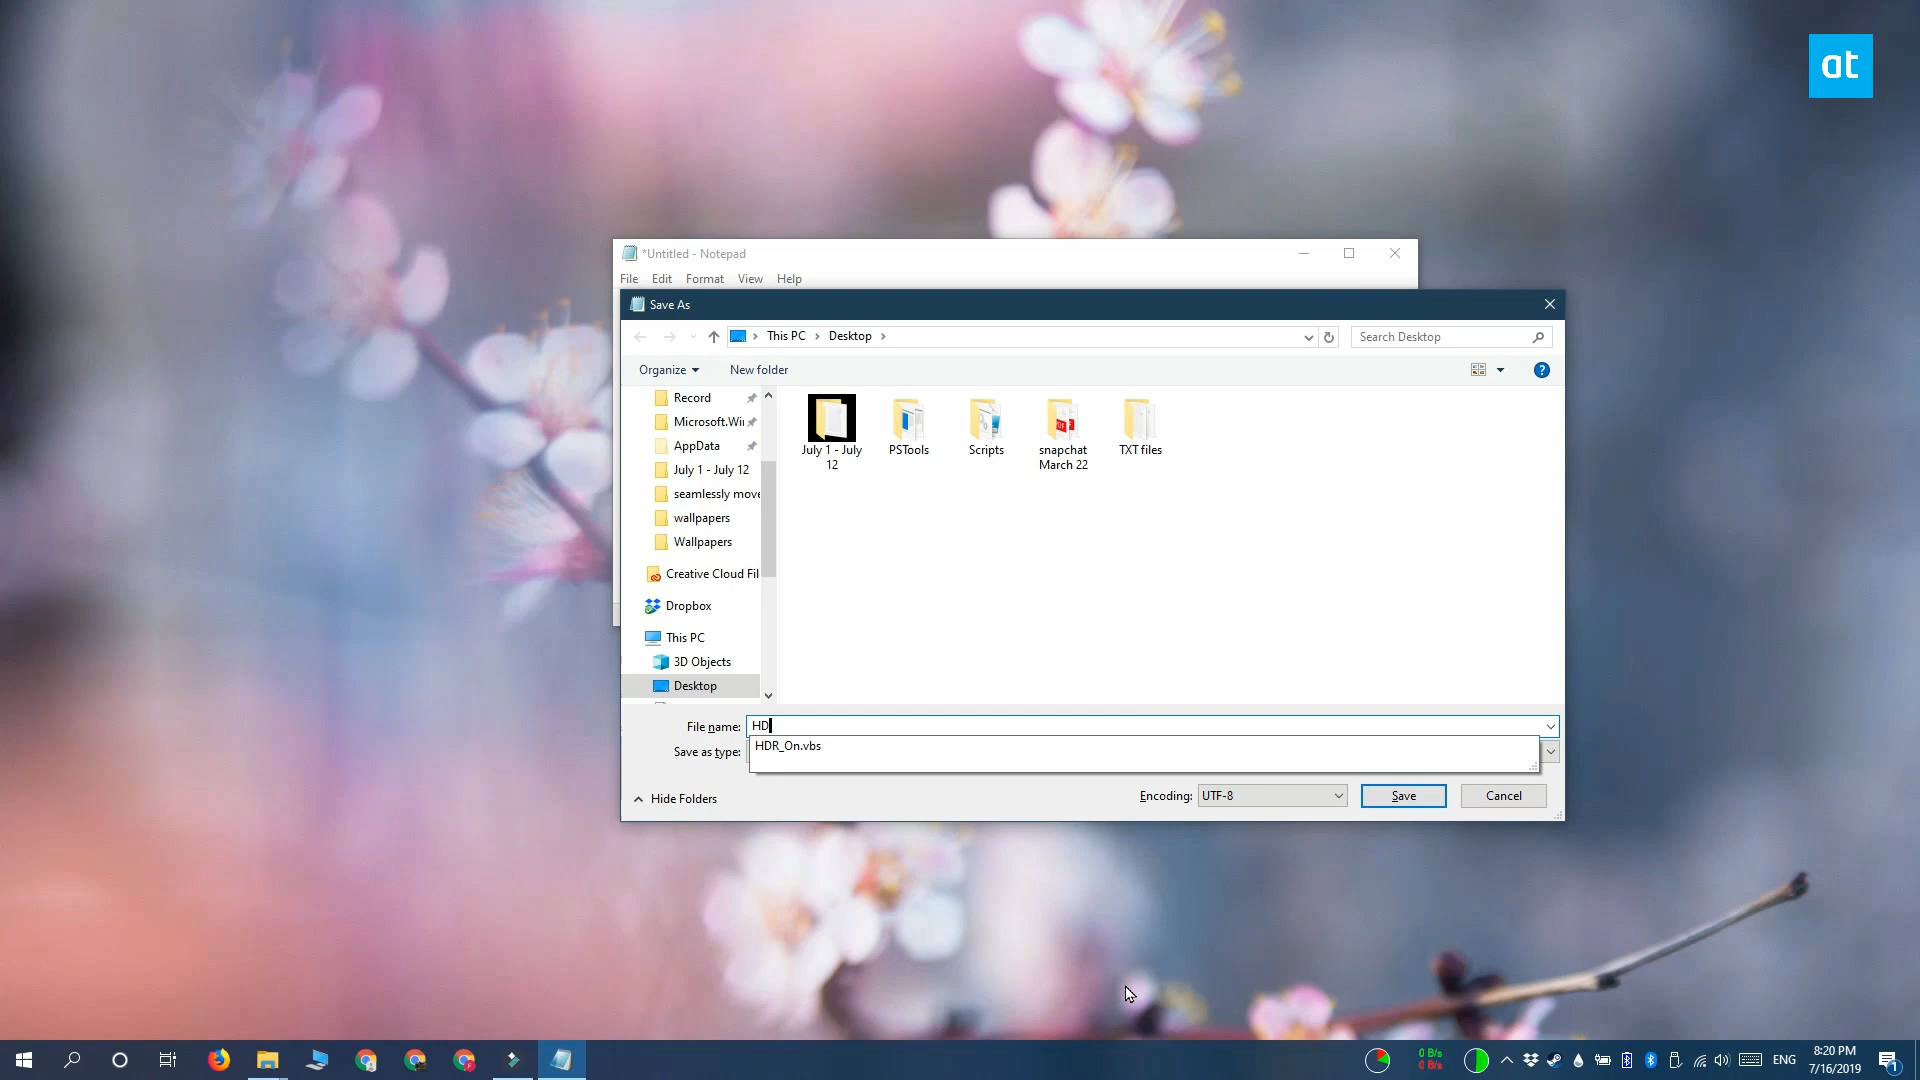 at
*Untitled - Notepad
File Edit Format View Help
Save As
This PC Desktop
Search Desktop
Organize New folder
?
Record
Microsoft.Wi
AppData
July 1 - July 12
seamlessly move
wallpapers
Wallpapers
Creative Cloud Fil
Dropbox
This PC
3D Objects
Desktop
July 1 - July
12
PSTools
Scripts
snapchat
March 22
TXT files
File name: HD
HDR_On.vbs
Save as type:
Hide Folders
Encoding: UTF-8
Save
Cancel
0 B/s
0 B/s
ENG
8:20 PM
7/16/2019
1